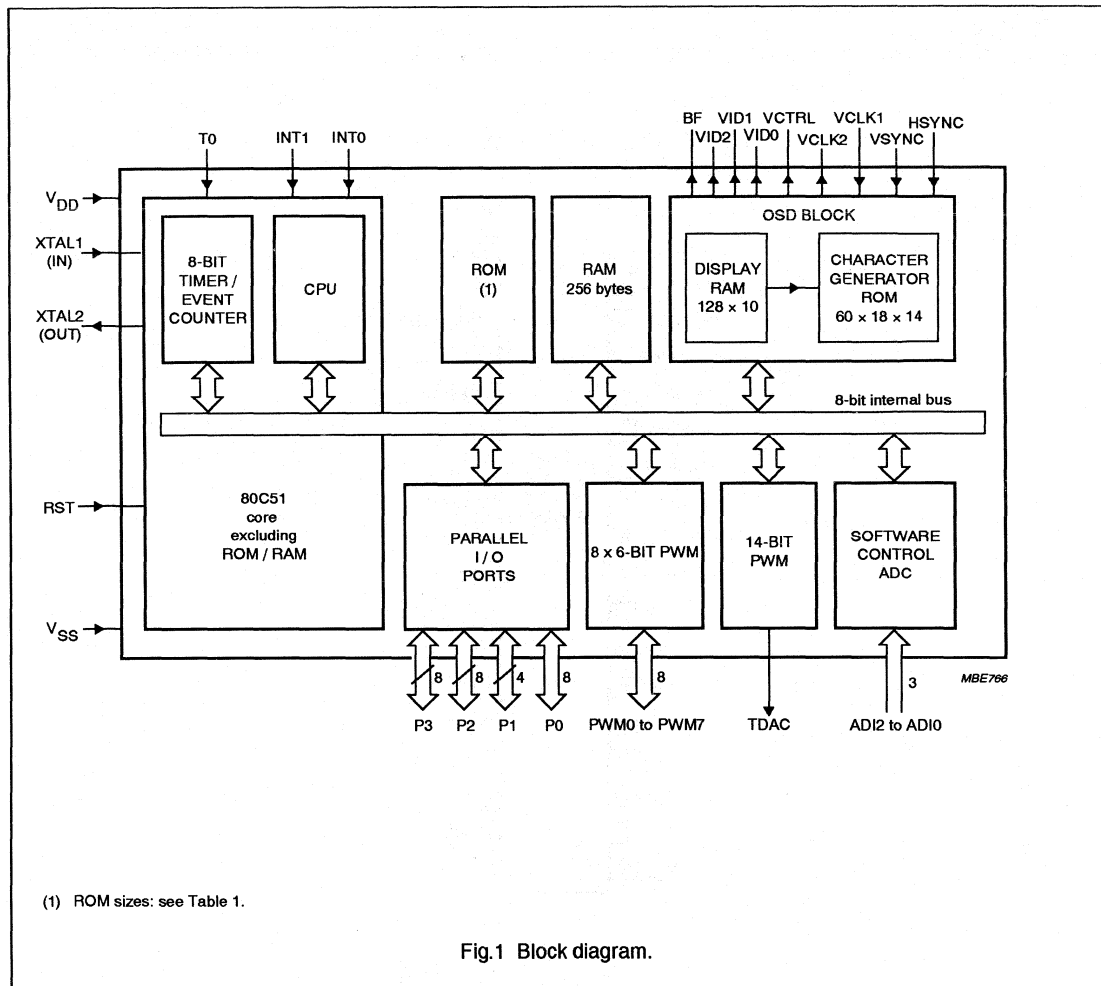 BF VID1 VCTRL VCLK1 HSYNC
T0 INT1 INT0 VID2 VID0 VCLK2 VSYNC
VDD
OSD BLOCK
XTAL1
(IN)
XTAL2
(OUT)
8-BIT
TIMER /
EVENT
COUNTER
CPU
ROM
(1)
RAM
256 bytes
DISPLAY
RAM
128 × 10
CHARACTER
GENERATOR
ROM
60 × 18 × 14
8-bit internal bus
RST
80C51
core
excluding
ROM / RAM
PARALLEL
I / O
PORTS
8 x 6-BIT PWM
14-BIT
PWM
SOFTWARE
CONTROL
ADC
VSS
8 8 4 8 8 3
MBE766
P3 P2 P1 P0 PWM0 to PWM7 TDAC ADI2 to ADI0
(1) ROM sizes: see Table 1.
Fig.1 Block diagram.